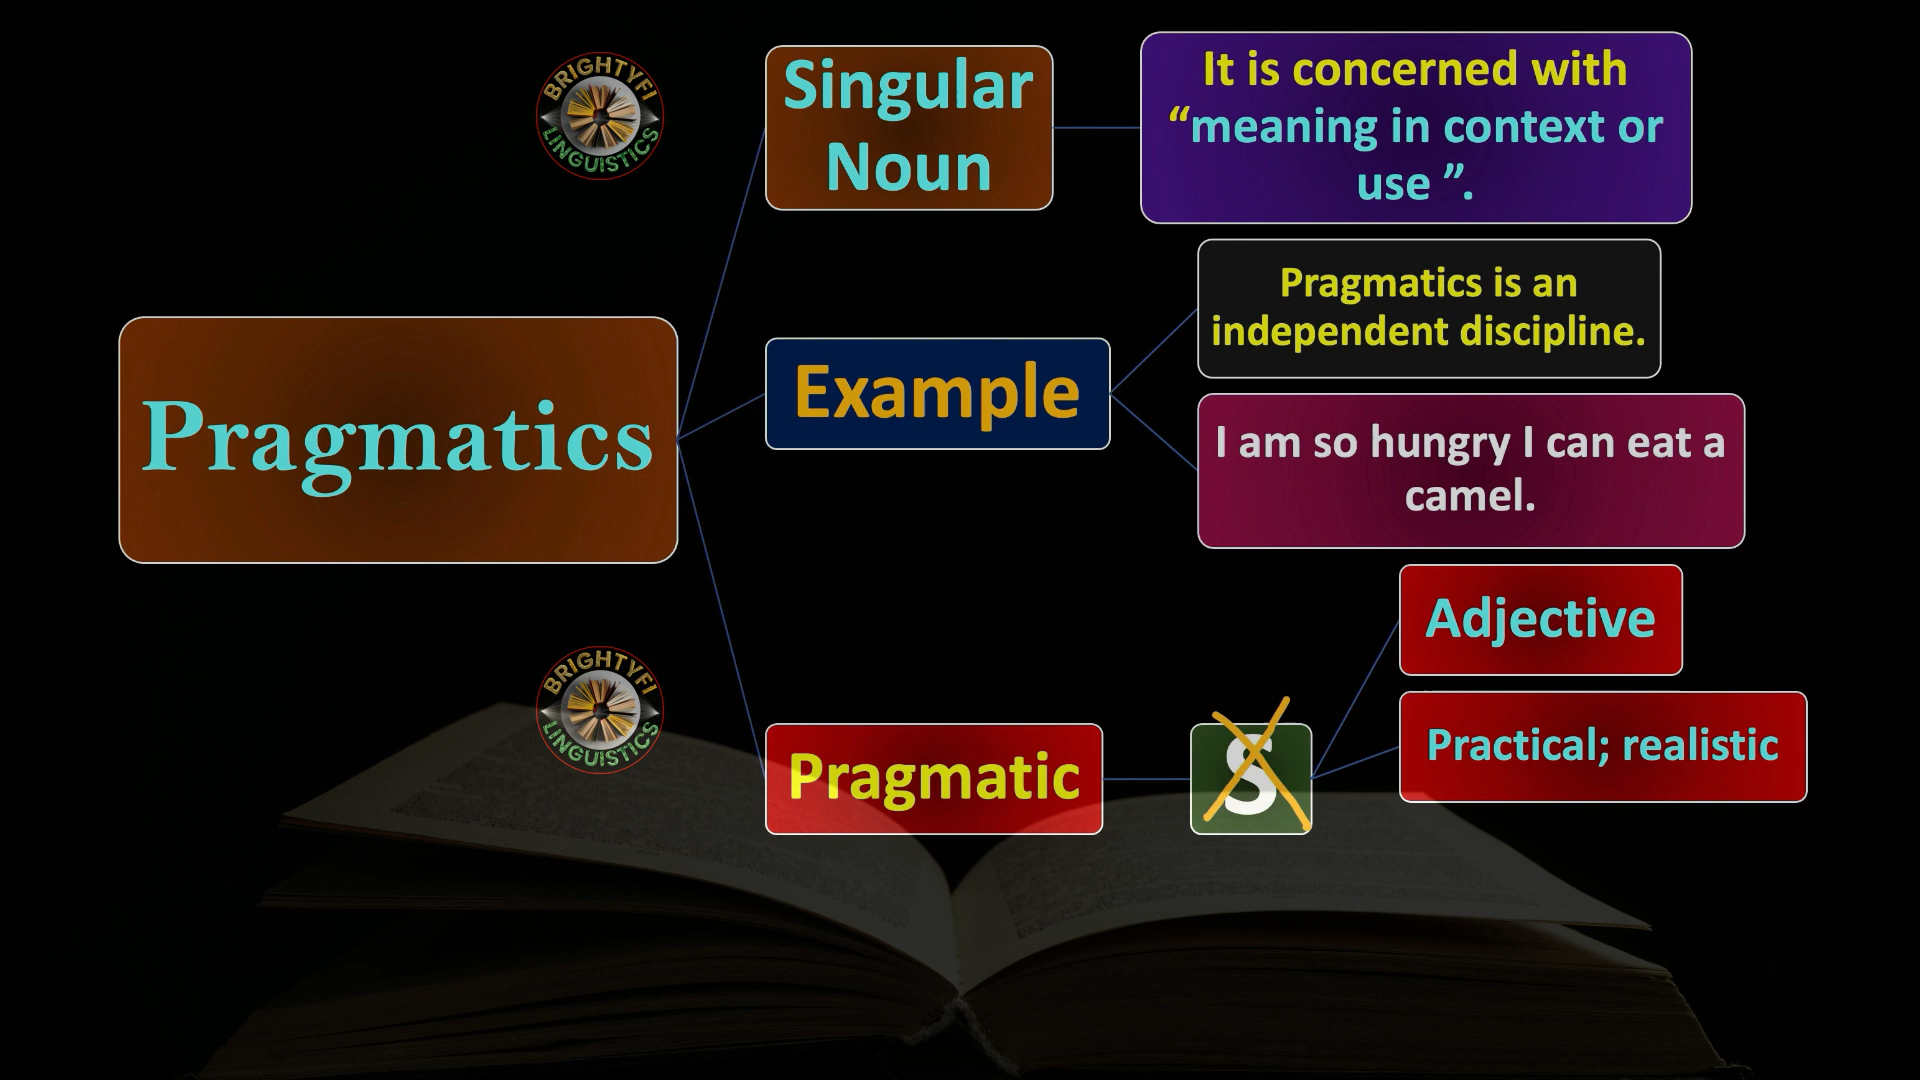 BRIGHTYFI
LINGUISTICS
Singular
Noun
It is concerned with
“meaning in context or
use ”.
Pragmatics
Example
Pragmatics is an
independent discipline.
I am so hungry I can eat a
camel.
BRIGHTYFI
LINGUISTICS
Pragmatic
S
Adjective
Practical; realistic